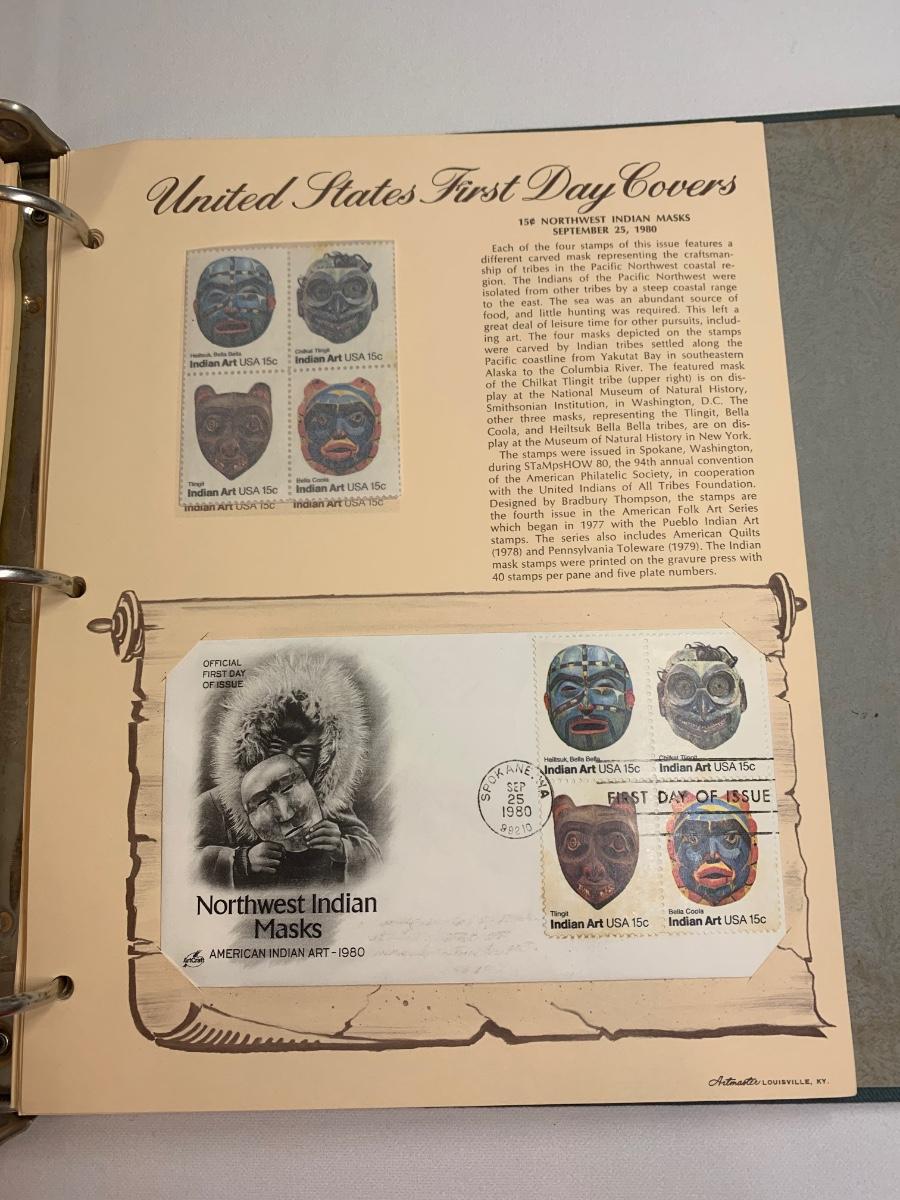 United States First Day Covers
15¢ NORTHWEST INDIAN MASKS
SEPTEMBER 25, 1980
Each of the four stamps of this issue features a
different carved mask representing the craftsman-
ship of tribes in the Pacific Northwest coastal re-
gion. The Indians of the Pacific Northwest were
isolated from other tribes by a steep coastal range
to the east. The sea was an abundant source of
food, and little hunting was required. This left a
great deal of leisure time for other pursuits, includ-
ing art. The four masks depicted on the stamps
were carved by Indian tribes settled along the
Pacific coastline from Yakutat Bay in southeastern
Alaska to the Columbia River. The featured mask
of the Chilkat Tlingit tribe (upper right) is on dis-
play at the National Museum of Natural History,
Smithsonian Institution, in Washington, D.C. The
other three masks, representing the Tlingit, Bella
Coola, and Heiltsuk Bella Bella tribes, are on dis-
play at the Museum of Natural History in New York.
The stamps were issued in Spokane, Washington,
during STaMpsHOW 80, the 94th annual convention
of the American Philatelic Society, in cooperation
with the United Indians of All Tribes Foundation.
Designed by Bradbury Thompson, the stamps are
the fourth issue in the American Folk Art Series
which began in 1977 with the Pueblo Indian Art
stamps. The series also includes American Quilts
(1978) and Pennsylvania Toleware (1979). The Indian
mask stamps were printed on the gravure press with
40 stamps per pane and five plate numbers.
Heiltsuk, Bella Bella
Indian Art USA 15c
Chilkat Tlingit
Indian Art USA 15c
Tlingit
Indian Art USA 15c
Bella Coola
Indian Art USA 15c
Indian Art USA 15c
Indian Art USA 15c
OFFICIAL
FIRST DAY
OF ISSUE
Northwest Indian
Masks
ArtCraft
AMERICAN INDIAN ART-1980
SPOKANE, WA
SEP
25
1980
99210
Heiltsuk, Bella Bella
Indian Art USA 15c
Chilkat Tlingit
Indian Art USA 15c
FIRST DAY OF ISSUE
Tlingit
Indian Art USA 15c
Bella Coola
Indian Art USA 15c
Artmaster LOUISVILLE, KY.